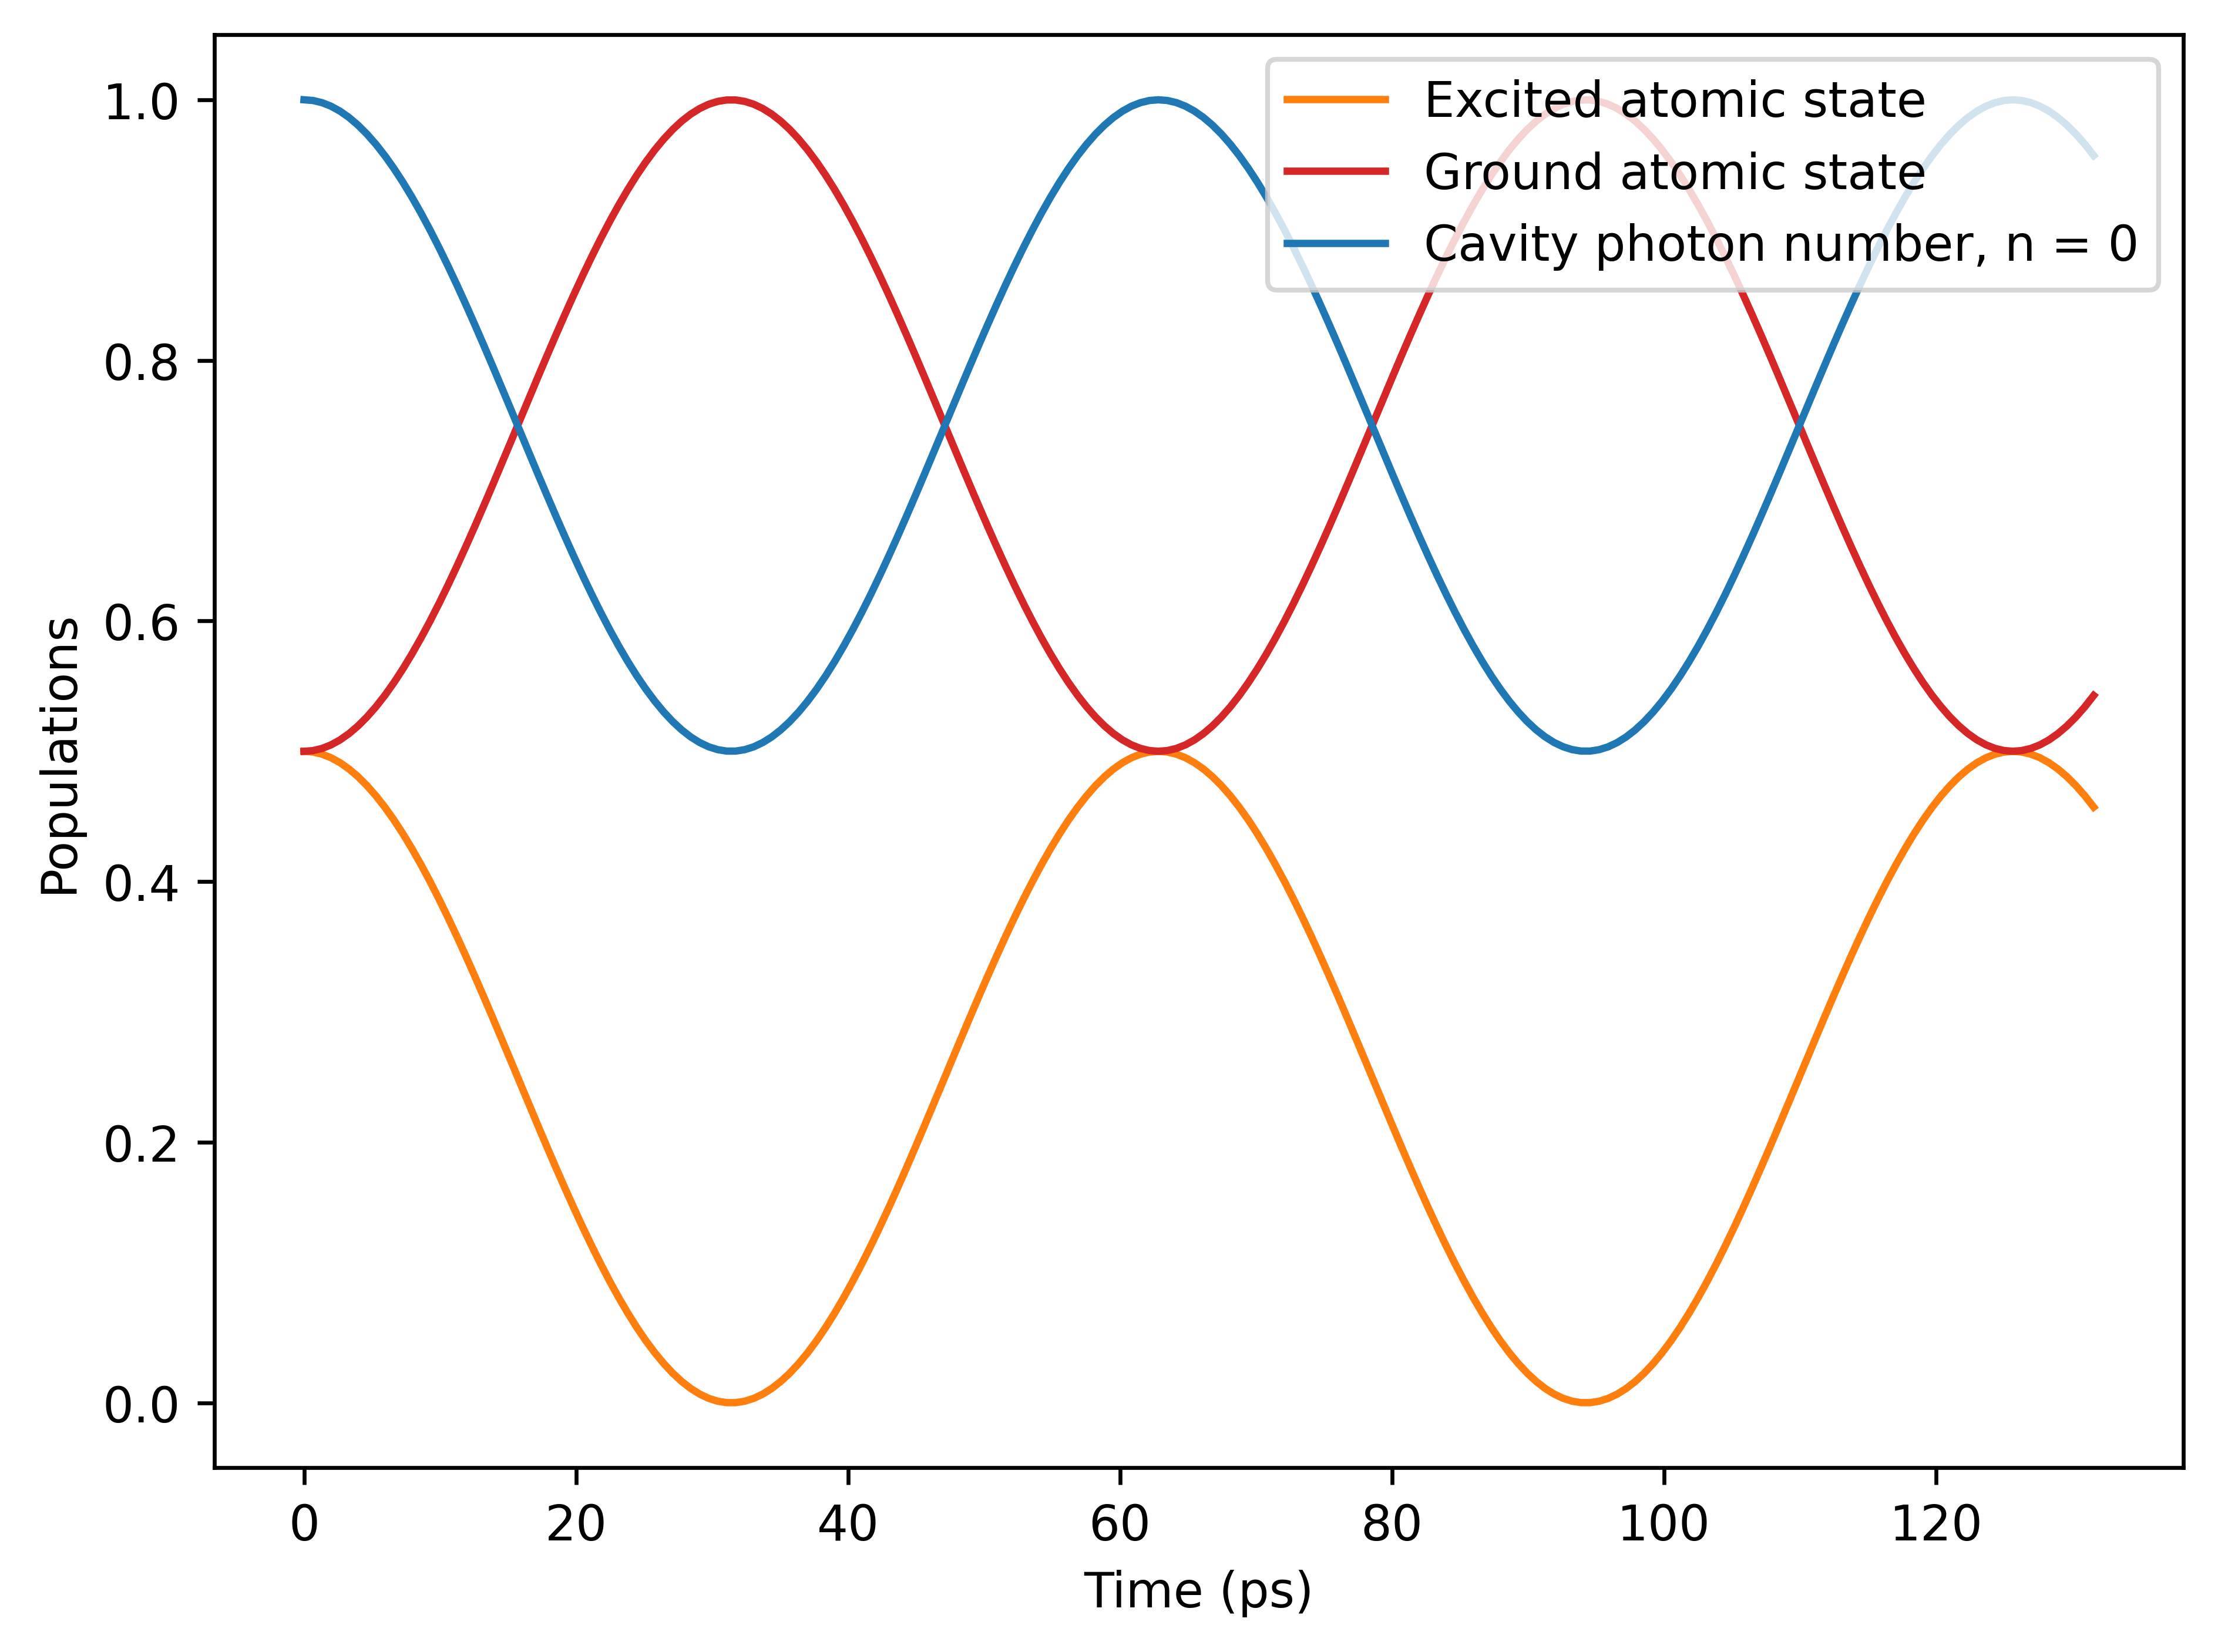 Excited atomic state
Ground atomic state
Cavity photon number, n = 0
1.0
0.8
0.6
0.4
0.2
0.0
Populations
0 20 40 60 80 100 120
Time (ps)